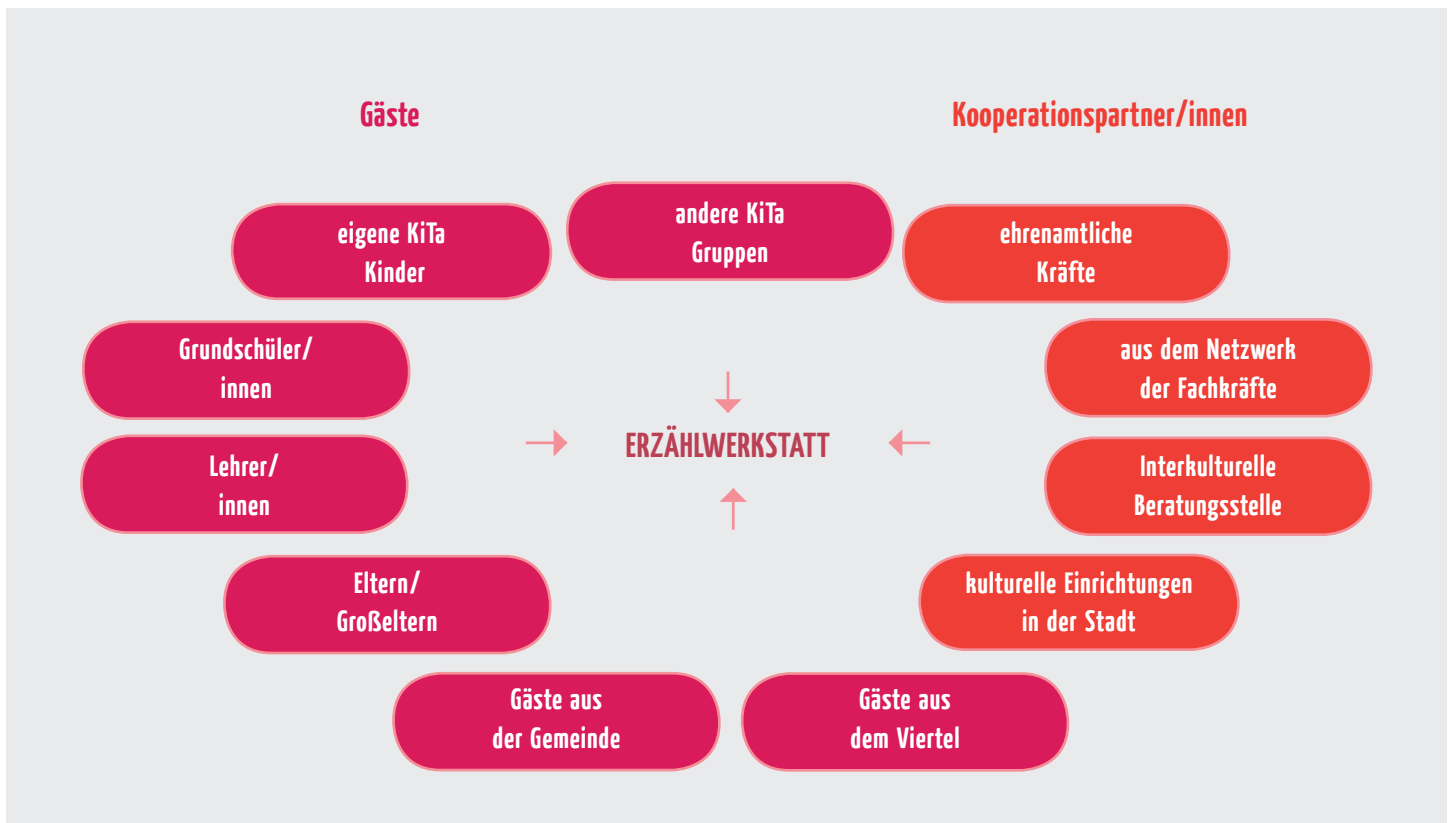 Gäste
Kooperationspartner/innen
andere KiTa
Gruppen
eigene KiTa
Kinder
ehrenamtliche
Kräfte
Grundschüler/
innen
aus dem Netzwerk
der Fachkräfte
ERZÄHLWERKSTATT
Lehrer/
innen
Interkulturelle
Beratungsstelle
Eltern/
Großeltern
kulturelle Einrichtungen
in der Stadt
Gäste aus
der Gemeinde
Gäste aus
dem Viertel